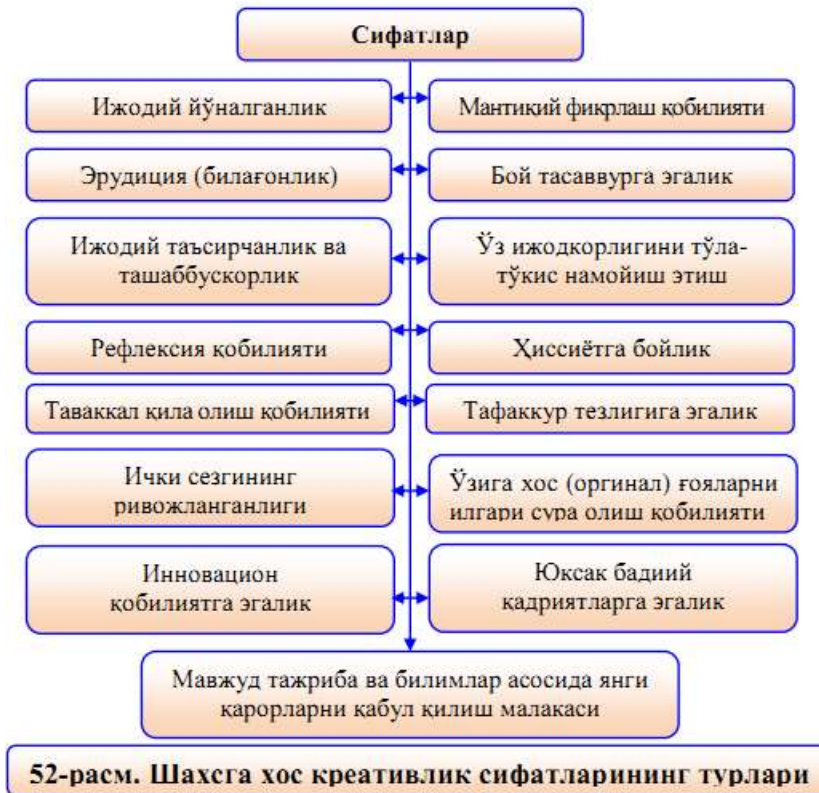 Сифатлар
Ижодий йўналганлик
Мантиқий фикрлаш қобилияти
Эрудиция (билағонлик)
Бой тасаввурга эгалик
Ижодий таъсирчанлик ва
ташаббускорлик
Ўз ижодкорлигини тўла-
тўкис намойиш этиш
Рефлексия қобилияти
Ҳиссиётга бойлик
Таваккал қила олиш қобилияти
Тафаккур тезлигига эгалик
Ички сезгининг
ривожланганлиги
Ўзига хос (оргинал) ғояларни
илгари сура олиш қобилияти
Инновацион
қобилиятга эгалик
Юксак бадиий
қадриятларга эгалик
Мавжуд тажриба ва билимлар асосида янги
қарорларни қабул қилиш малакаси
52-расм. Шахсга хос креативлик сифатларининг турлари